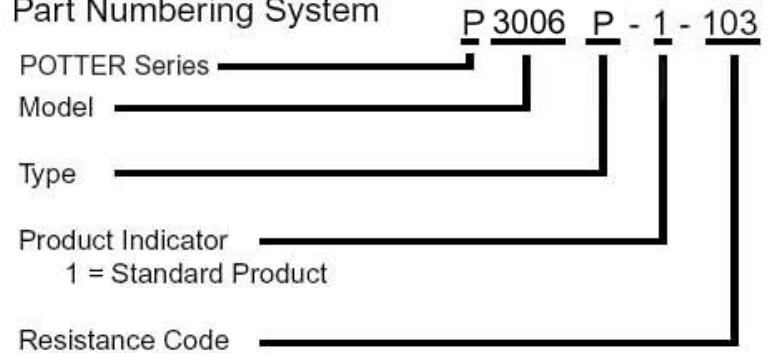 Part Numbering System
P 3006 P - 1 - 103
POTTER Series
Model
Type
Product Indicator
1 = Standard Product
Resistance Code